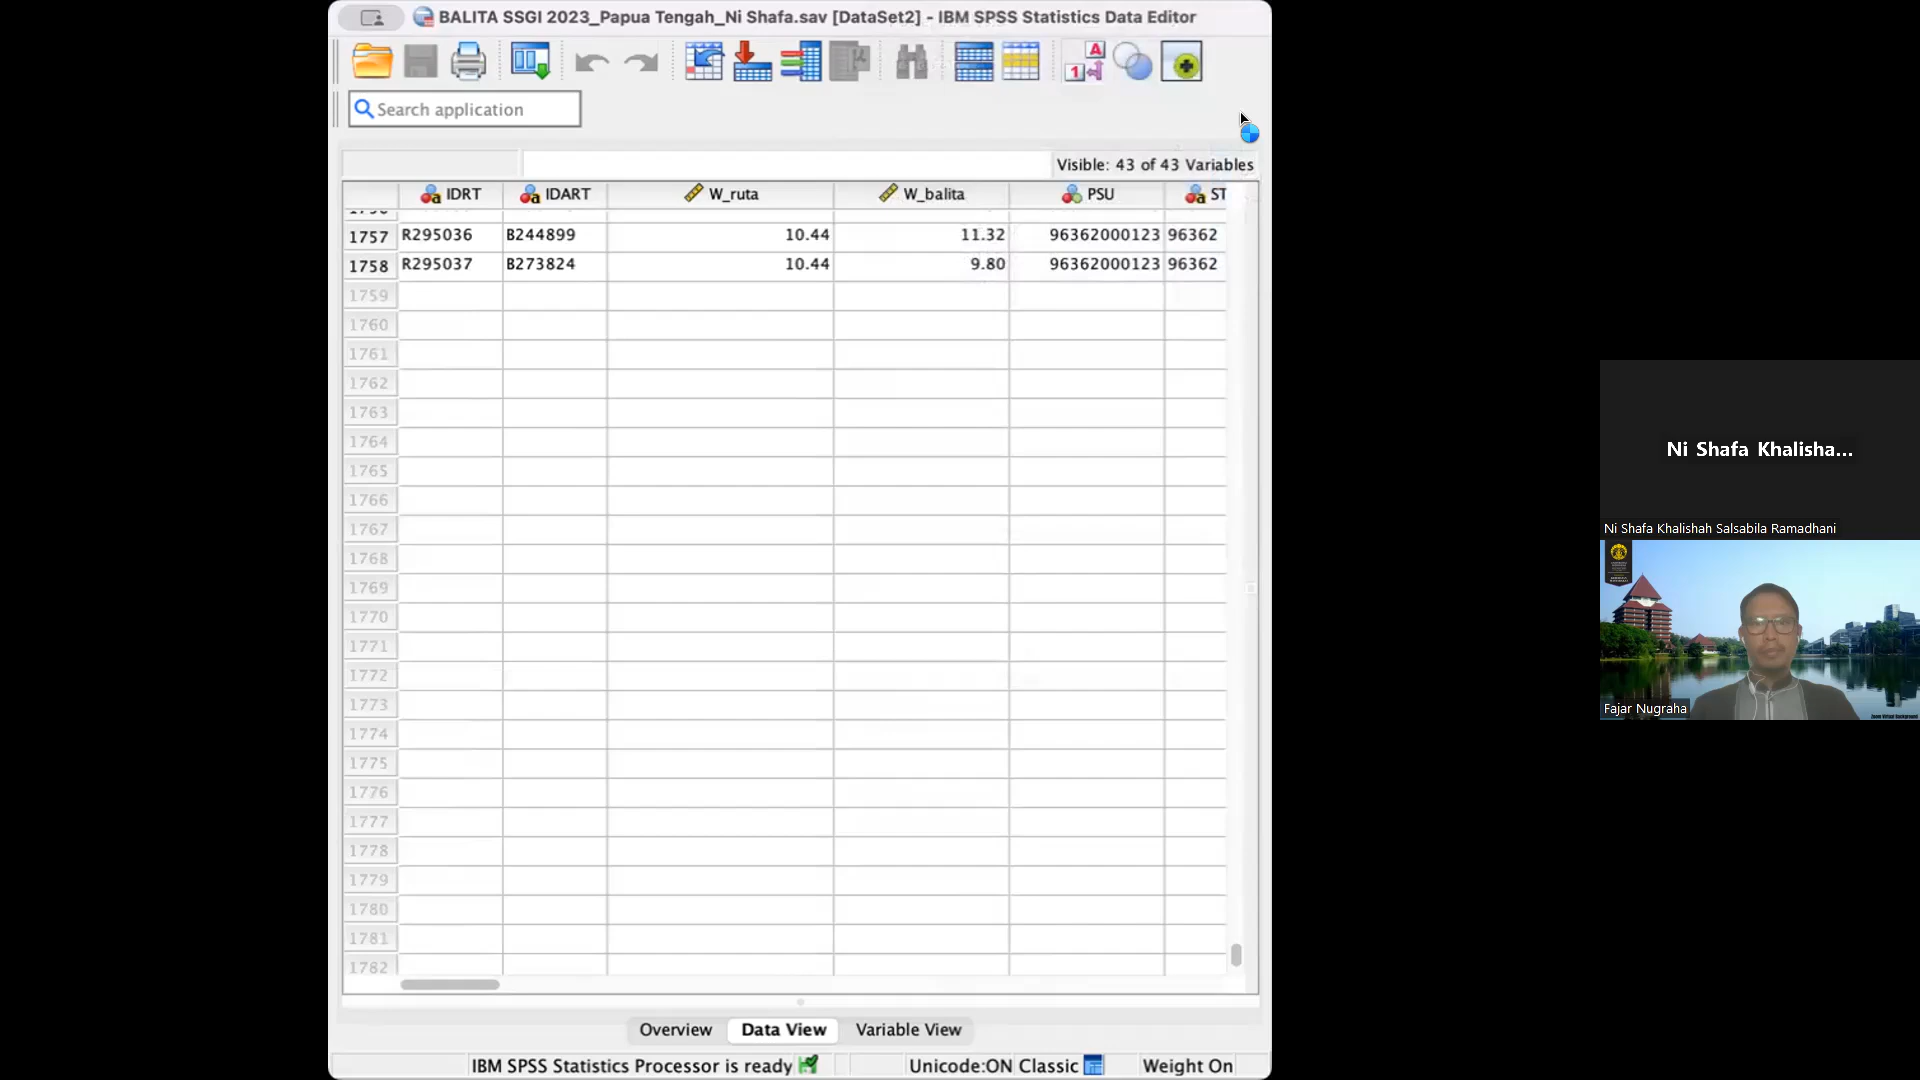 BALITA SSGI 2023_Papua Tengah_Ni Shafa.sav [DataSet2] - IBM SPSS Statistics Data Editor
Search application
Visible: 43 of 43 Variables
IDRT IDART W_ruta W_balita PSU ST
1757 R295036 B244899 10.44 11.32 96362000123 96362
1758 R295037 B273824 10.44 9.80 96362000123 96362
1759
1760
1761
1762
1763
1764
1765
1766
1767
1768
1769
1770
1771
1772
1773
1774
1775
1776
1777
1778
1779
1780
1781
1782
Overview Data View Variable View
IBM SPSS Statistics Processor is ready Unicode:ON Classic Weight On
Ni Shafa Khalisha...
Ni Shafa Khalishah Salsabila Ramadhani
Fajar Nugraha